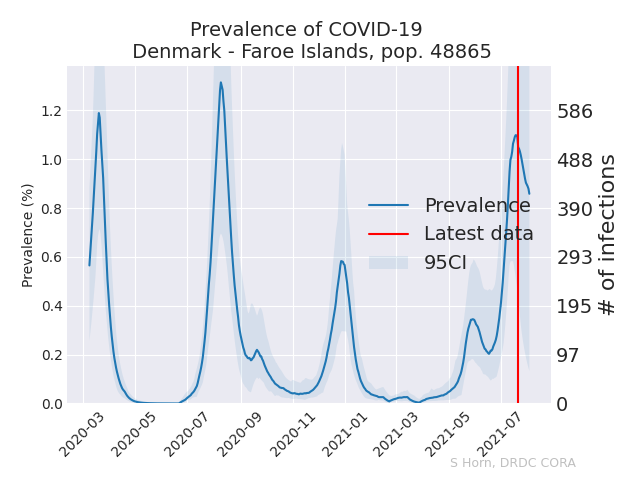 Prevalence of COVID-19
Denmark - Faroe Islands, pop. 48865
Prevalence (%)
1.2
1.0
0.8
0.6
0.4
0.2
0.0
586
488
390
293
195
97
0
# of infections
Prevalence
Latest data
95CI
2020-03
2020-05
2020-07
2020-09
2020-11
2021-01
2021-03
2021-05
2021-07
S Horn, DRDC CORA